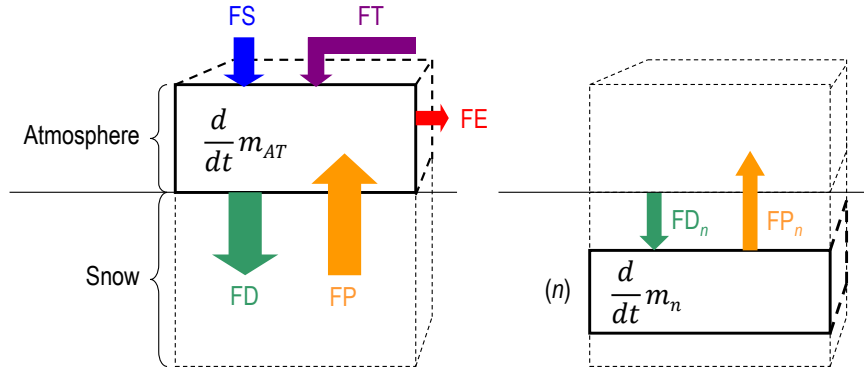 FS
FT
Atmosphere
d/dt m_AT
FE
Snow
FD
FP
FD_n
FP_n
(n)
d/dt m_n